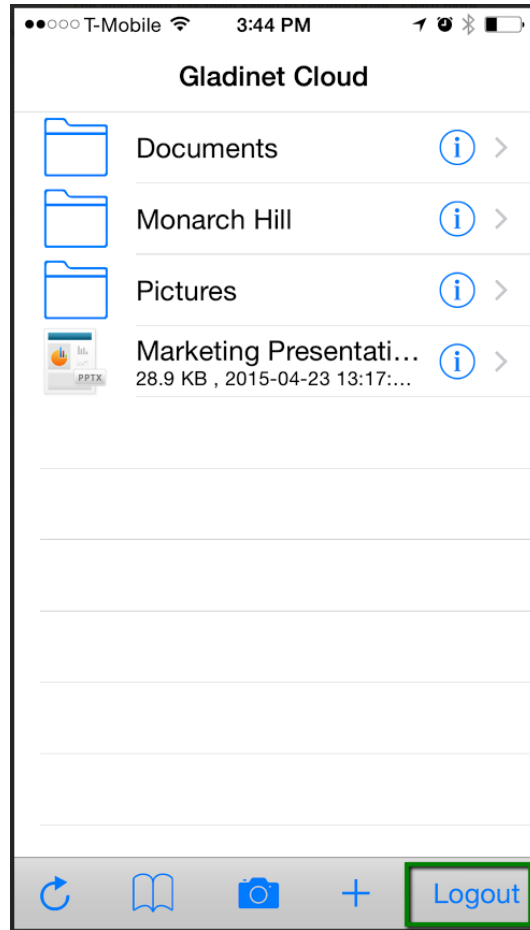 T-Mobile 3:44 PM
Gladinet Cloud
Documents
Monarch Hill
Pictures
Marketing Presentati...
28.9 KB , 2015-04-23 13:17:...
PPTX
Logout